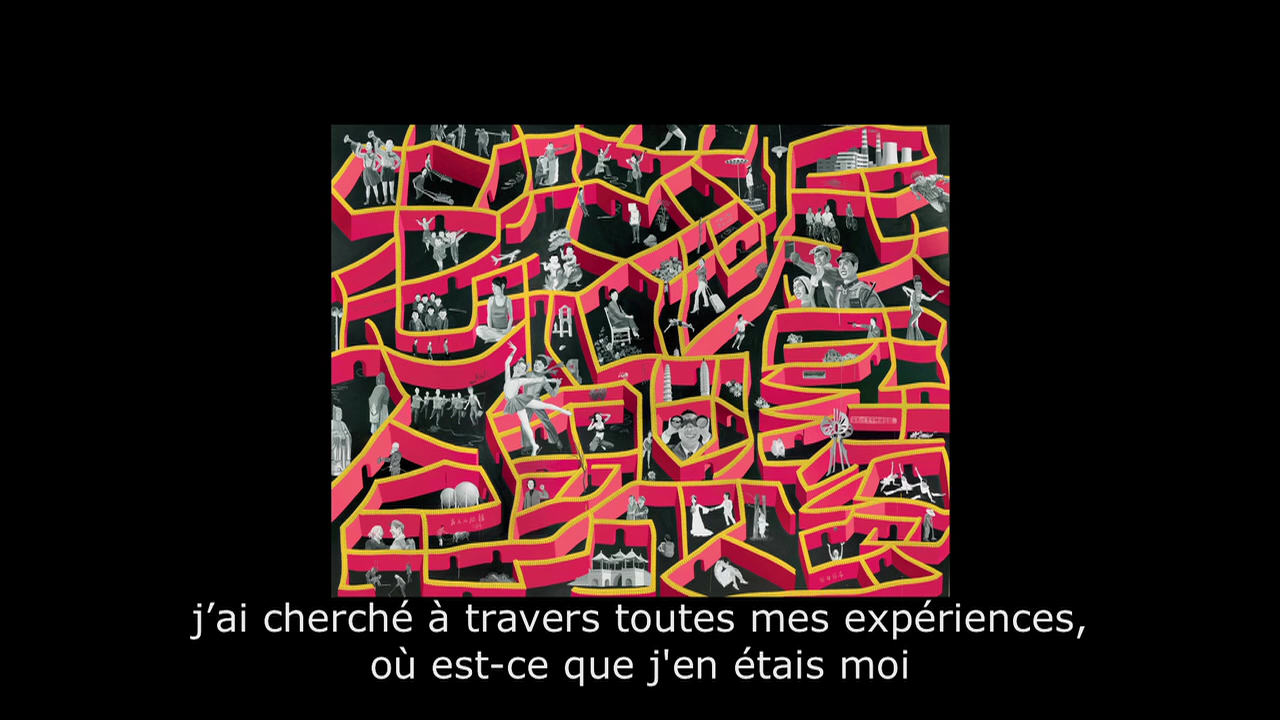 j’ai cherché à travers toutes mes expériences,
où est-ce que j'en étais moi